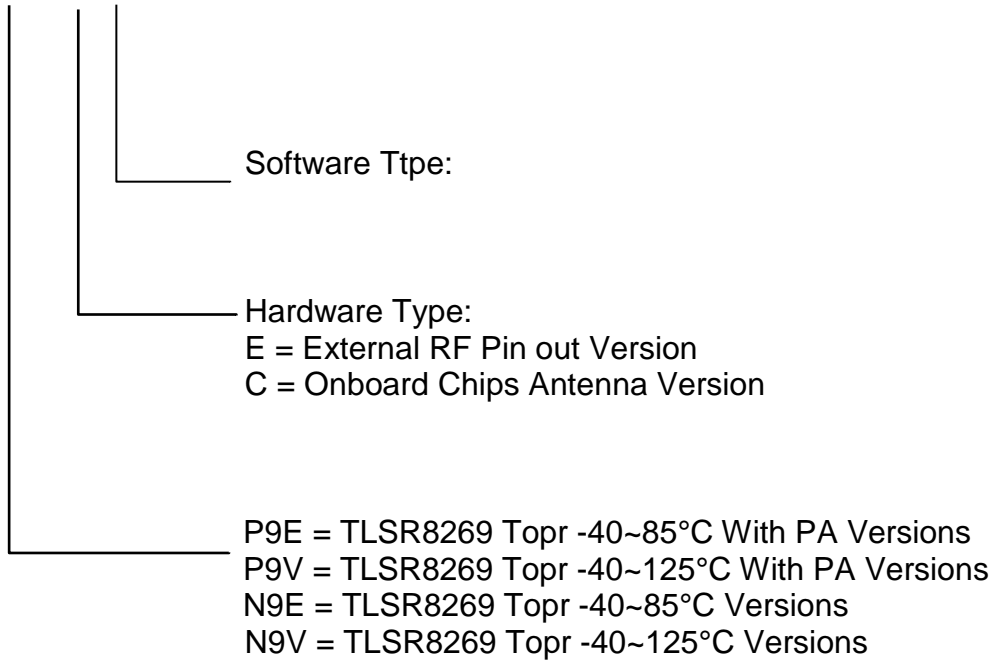 Software Ttpe:
Hardware Type:
E = External RF Pin out Version
C = Onboard Chips Antenna Version
P9E = TLSR8269 Topr -40~85°C With PA Versions
P9V = TLSR8269 Topr -40~125°C With PA Versions
N9E = TLSR8269 Topr -40~85°C Versions
N9V = TLSR8269 Topr -40~125°C Versions